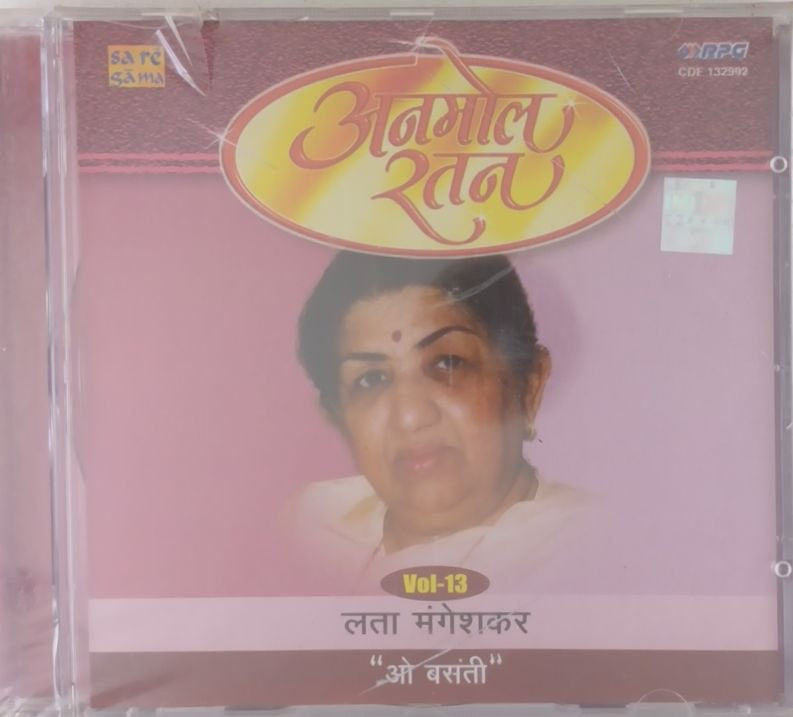 sa re
ga ma
RPG
CDF 132992
अनमोल
रतन
Vol-13
लता मंगेशकर
“ओ बसंती”